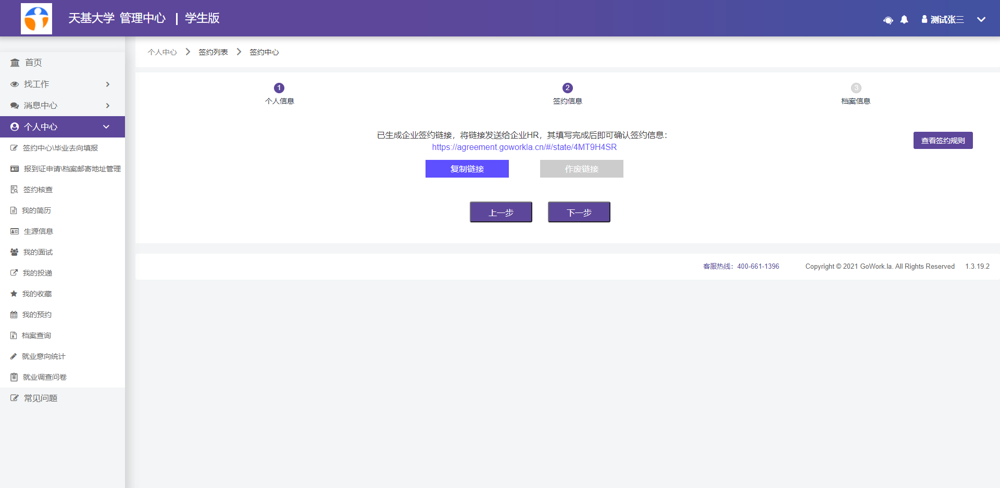 天基大学 管理中心 | 学生版
测试张三
首页
找工作
消息中心
个人中心
签约中心\毕业去向填报
报到证申请\档案邮寄地址管理
签约核查
我的简历
生源信息
我的面试
我的投递
我的收藏
我的预约
档案查询
就业意向统计
就业调查问卷
常见问题
个人中心 签约列表 签约中心
1 2 3
个人信息 签约信息 档案信息
已生成企业签约链接，将链接发送给企业HR，其填写完成后即可确认签约信息：
https://agreement.goworkla.cn/#/state/4MT9H4SR
查看签约规则
复制链接 作废链接
上一步 下一步
客服热线：400-661-1396 Copyright © 2021 GoWork.la. All Rights Reserved 1.3.19.2